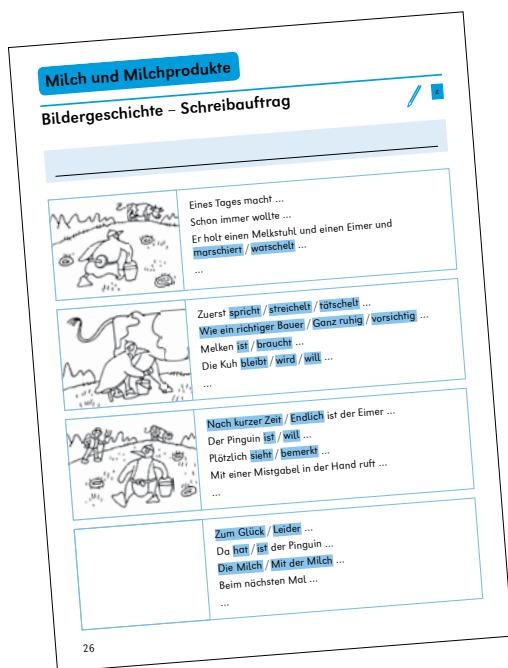 Milch und Milchprodukte
Bildergeschichte – Schreibauftrag
z
Eines Tages macht ...
Schon immer wollte ...
Er holt einen Melkstuhl und einen Eimer und
marschiert / watschelt ...
...
Zuerst spricht / streichelt / tätschelt ...
Wie ein richtiger Bauer / Ganz ruhig / vorsichtig ...
Melken ist / braucht ...
Die Kuh bleibt / wird / will ...
...
Nach kurzer Zeit / Endlich ist der Eimer ...
Der Pinguin ist / will ...
Plötzlich sieht / bemerkt ...
Mit einer Mistgabel in der Hand ruft ...
...
Zum Glück / Leider ...
Da hat / ist der Pinguin ...
Die Milch / Mit der Milch ...
Beim nächsten Mal ...
...
26